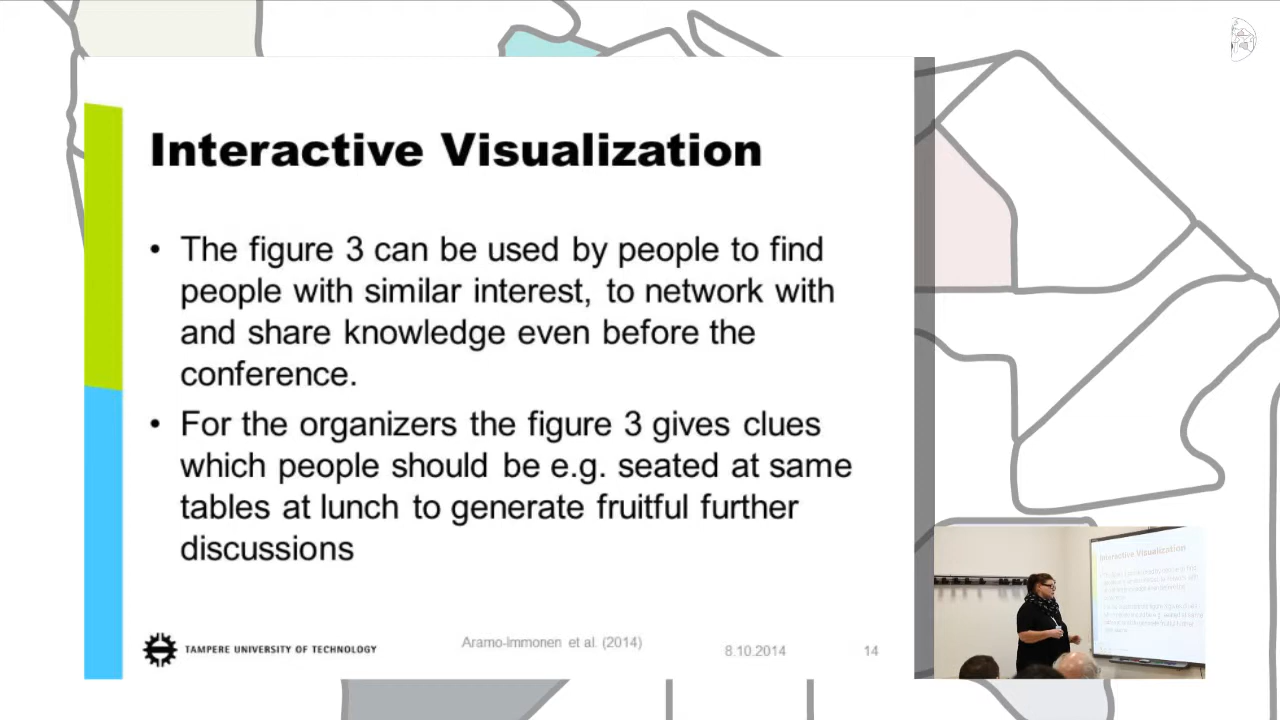 Interactive Visualization
• The figure 3 can be used by people to find
people with similar interest, to network with
and share knowledge even before the
conference.
• For the organizers the figure 3 gives clues
which people should be e.g. seated at same
tables at lunch to generate fruitful further
discussions
TAMPERE UNIVERSITY OF TECHNOLOGY
Aramo-Immonen et al. (2014)
8.10.2014
14
Interactive Visualization